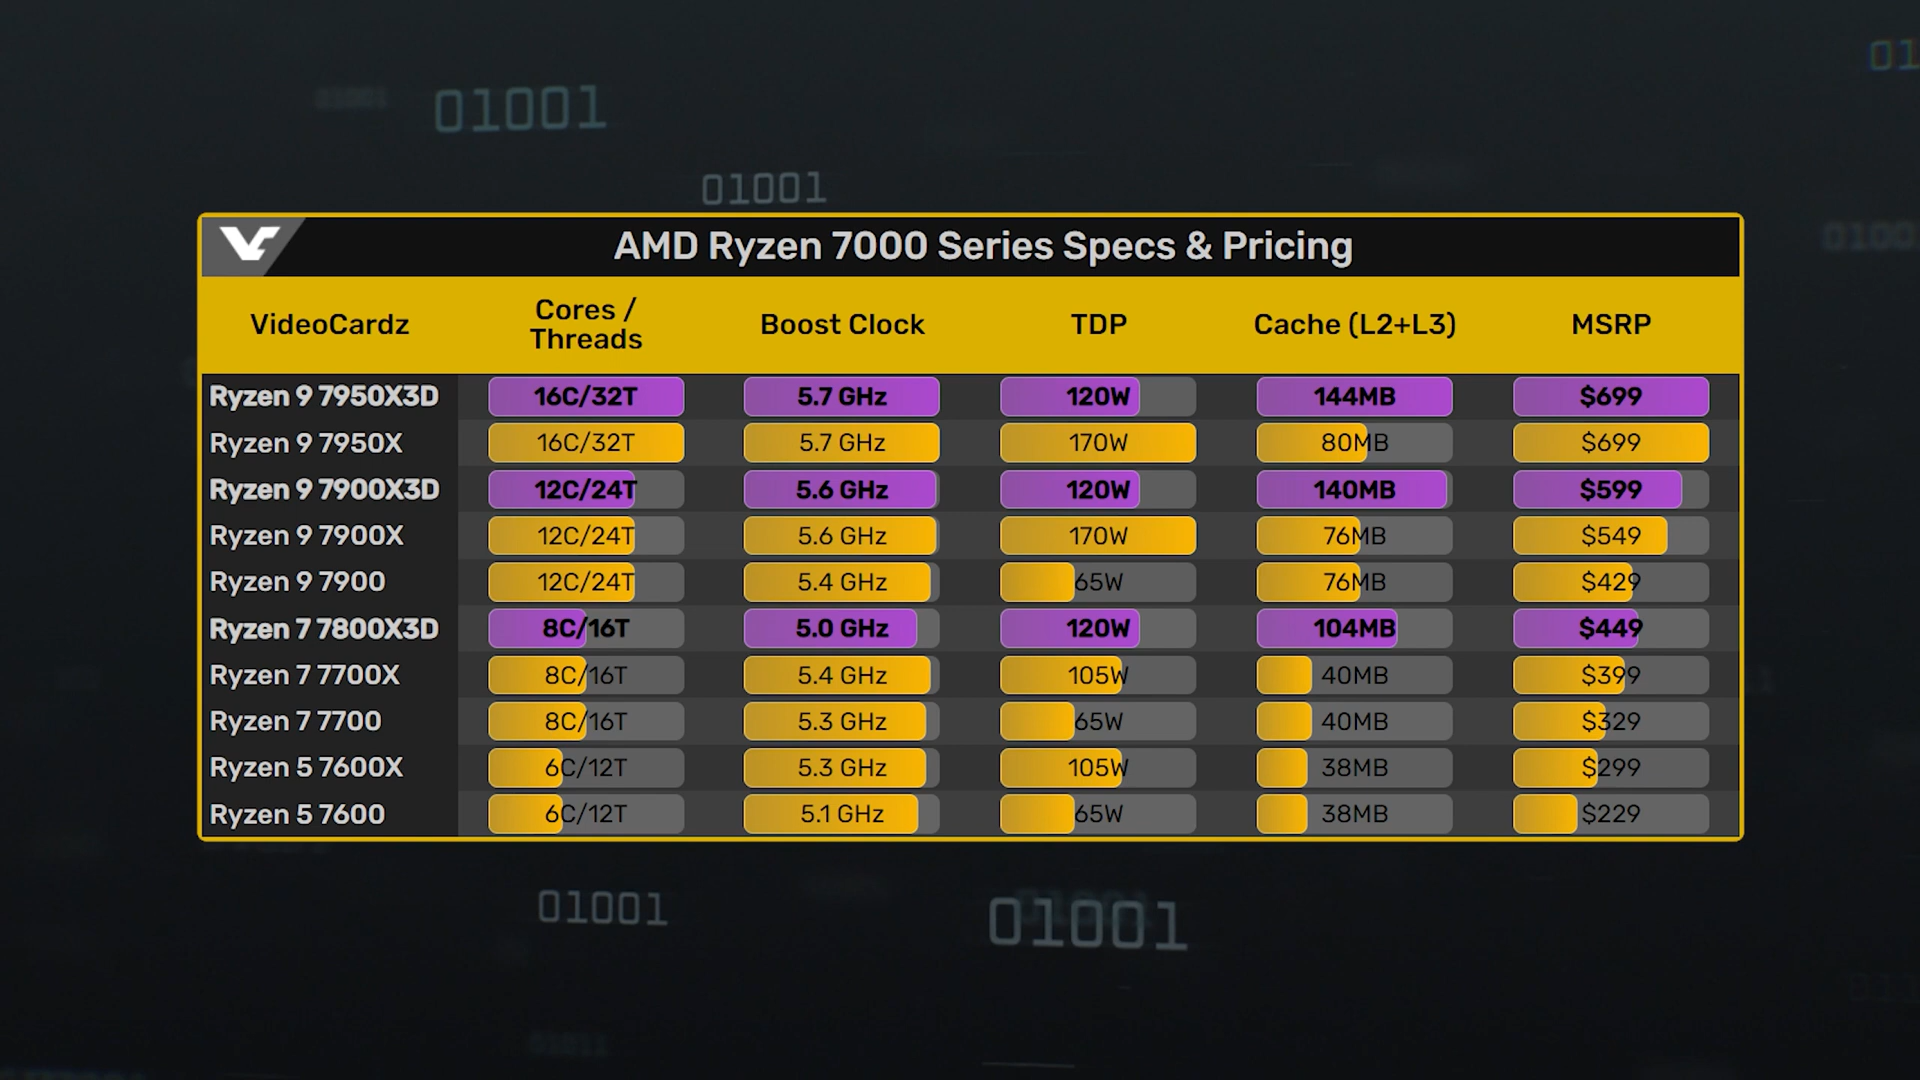 01001
01001
01
01001
AMD Ryzen 7000 Series Specs & Pricing
VideoCardz Cores / Threads Boost Clock TDP Cache (L2+L3) MSRP
Ryzen 9 7950X3D 16C/32T 5.7 GHz 120W 144MB $699
Ryzen 9 7950X 16C/32T 5.7 GHz 170W 80MB $699
Ryzen 9 7900X3D 12C/24T 5.6 GHz 120W 140MB $599
Ryzen 9 7900X 12C/24T 5.6 GHz 170W 76MB $549
Ryzen 9 7900 12C/24T 5.4 GHz 65W 76MB $429
Ryzen 7 7800X3D 8C/16T 5.0 GHz 120W 104MB $449
Ryzen 7 7700X 8C/16T 5.4 GHz 105W 40MB $399
Ryzen 7 7700 8C/16T 5.3 GHz 65W 40MB $329
Ryzen 5 7600X 6C/12T 5.3 GHz 105W 38MB $299
Ryzen 5 7600 6C/12T 5.1 GHz 65W 38MB $229
01001
01001